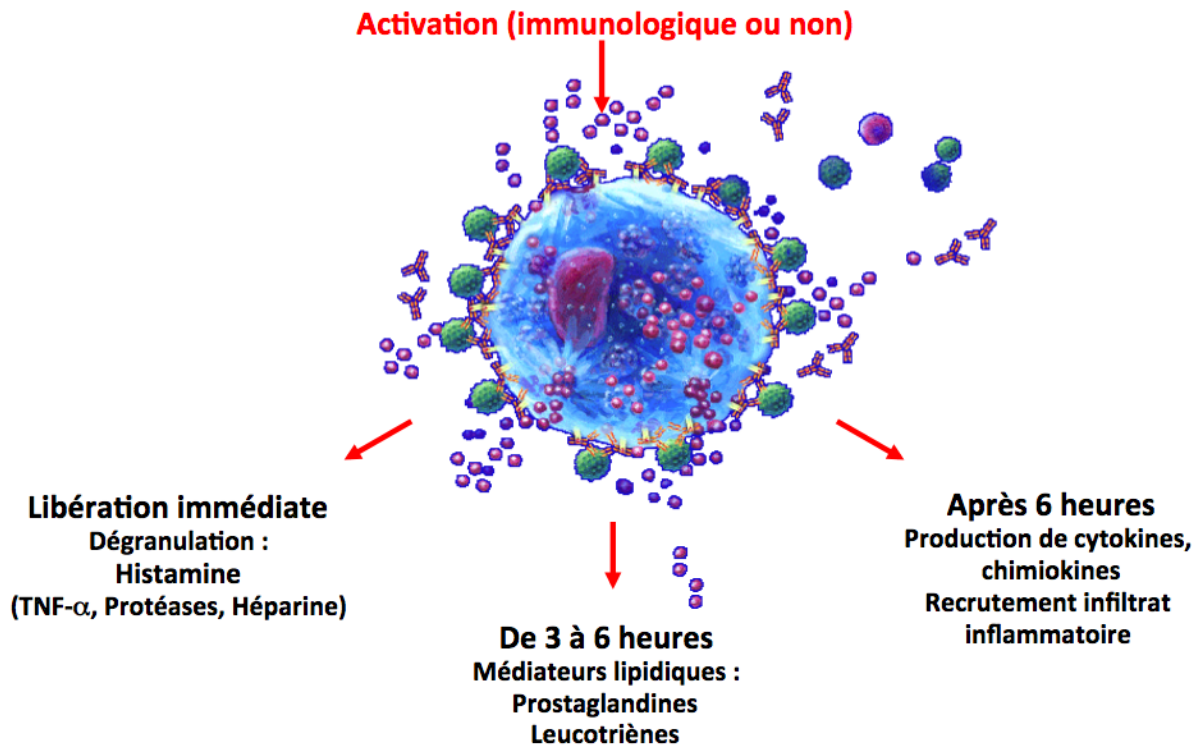 Activation (immunologique ou non)
Libération immédiate
Dégranulation :
Histamine
(TNF-α, Protéases, Héparine)
De 3 à 6 heures
Médiateurs lipidiques :
Prostaglandines
Leucotriènes
Après 6 heures
Production de cytokines,
chimiokines
Recrutement infiltrat
inflammatoire